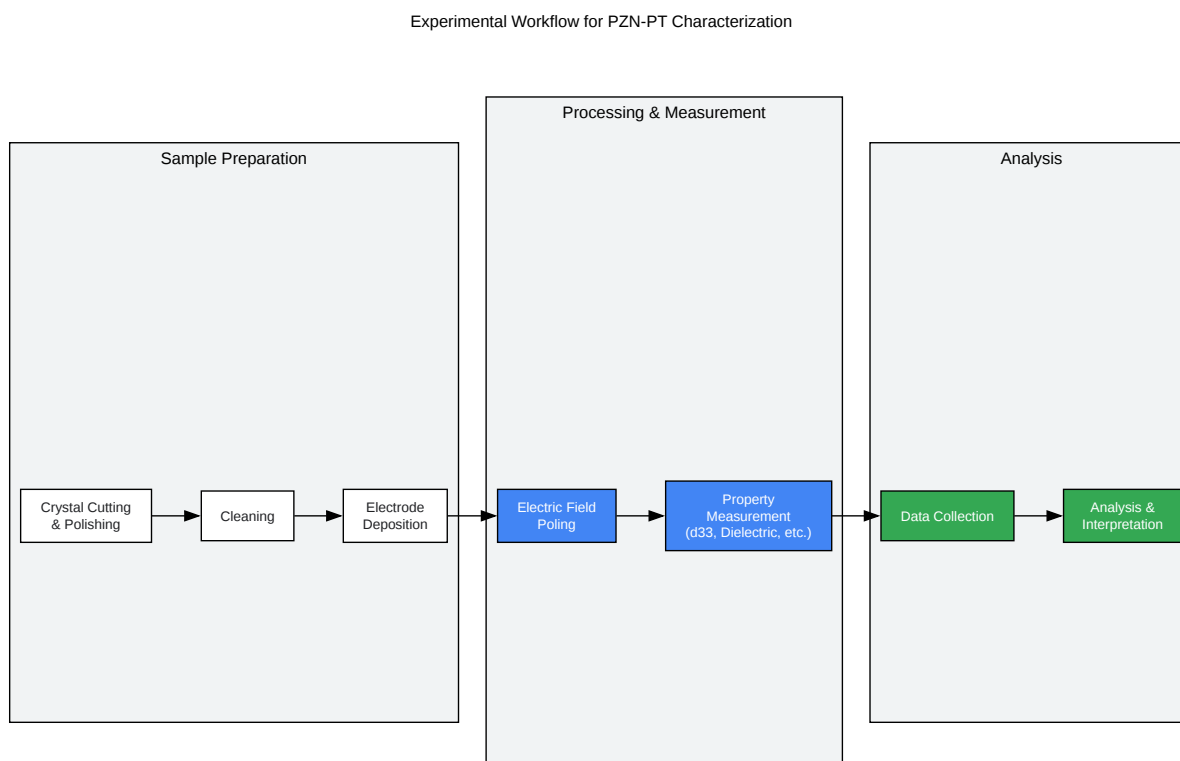 Experimental Workflow for PZN-PT Characterization
Processing & Measurement
Sample Preparation
Analysis
Crystal Cutting
& Polishing
Cleaning
Electrode
Deposition
Electric Field
Poling
Property
Measurement
(d33, Dielectric, etc.)
Data Collection
Analysis &
Interpretation